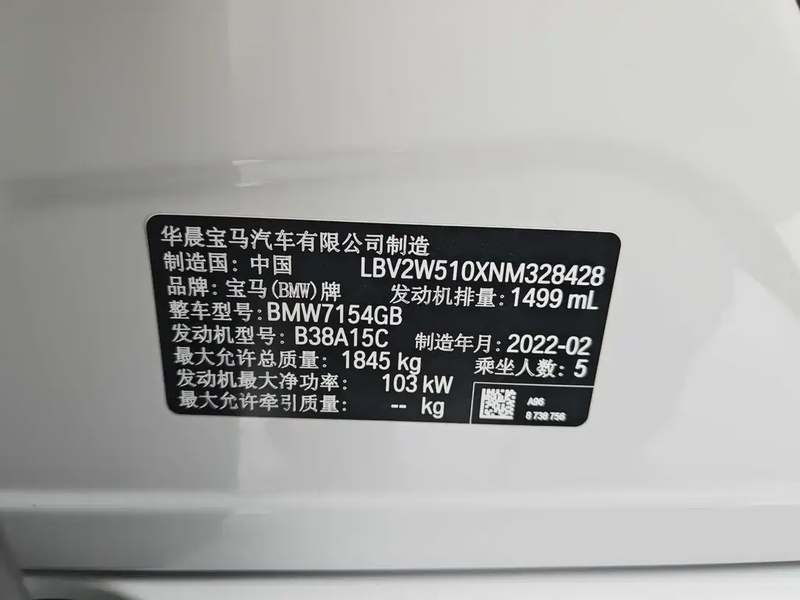 华晨宝马汽车有限公司制造
制造国: 中国 LBV2W510XNM328428
品牌: 宝马(BMW)牌 发动机排量: 1499 mL
整车型号: BMW7154GB
发动机型号: B38A15C 制造年月: 2022-02
最大允许总质量: 1845 kg 乘坐人数: 5
发动机最大净功率: 103 kW
最大允许牵引质量: -- kg
A96
8 738 756